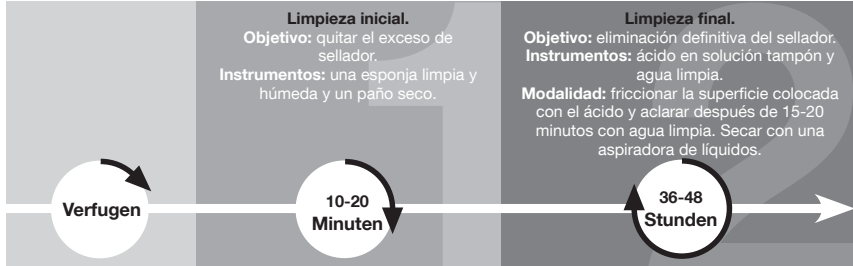 Limpieza inicial.
Objetivo: quitar el exceso de
sellador.
Instrumentos: una esponja limpia y
húmeda y un paño seco.
Limpieza final.
Objetivo: eliminación definitiva del sellador.
Instrumentos: ácido en solución tampón y
agua limpia.
Modalidad: friccionar la superficie colocada
con el ácido y aclarar después de 15-20
minutos con agua limpia. Secar con una
aspiradora de líquidos.
1
2
Verfugen
10-20
Minuten
36-48
Stunden